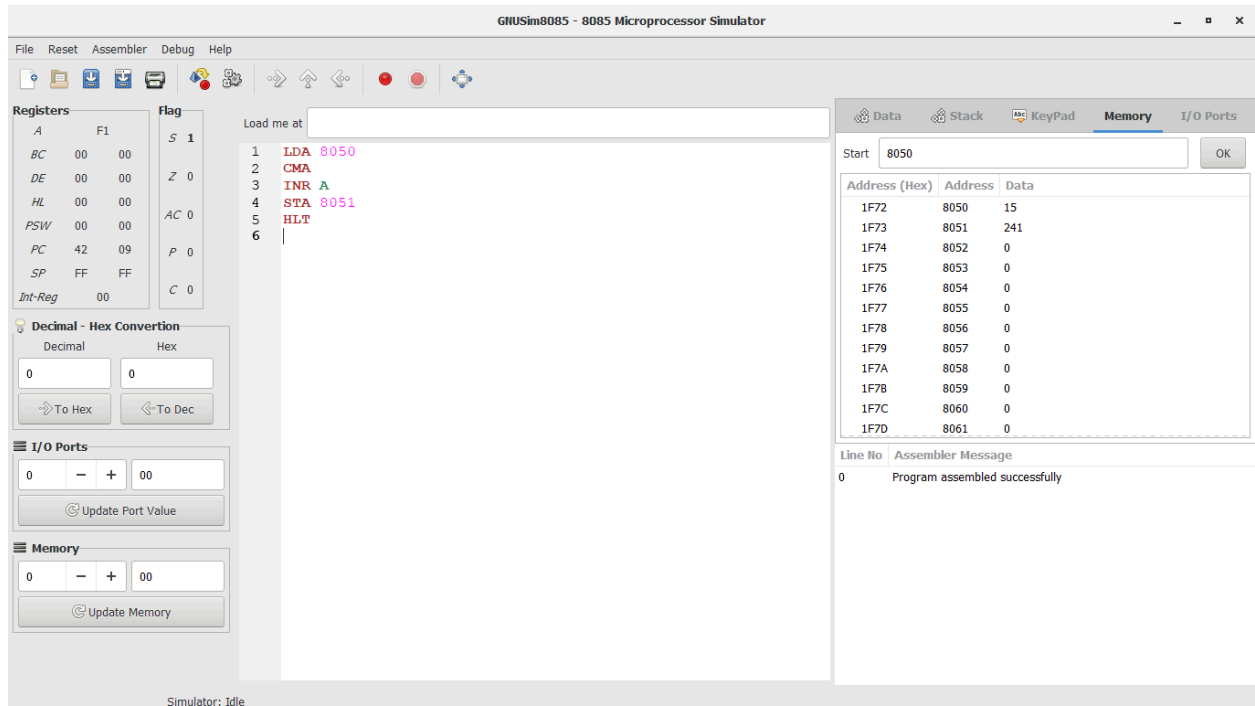 GNUSim8085 - 8085 Microprocessor Simulator
File Reset Assembler Debug Help
Registers
A F1
BC 00 00
DE 00 00
HL 00 00
PSW 00 00
PC 42 09
SP FF FF
Int-Reg 00
Flag
S 1
Z 0
AC 0
P 0
C 0
Decimal - Hex Convertion
Decimal Hex
0 0
To Hex To Dec
I/O Ports
0 − + 00
Update Port Value
Memory
0 − + 00
Update Memory
Load me at
1 LDA 8050
2 CMA
3 INR A
4 STA 8051
5 HLT
6
Data Stack Abc KeyPad Memory I/O Ports
Start 8050 OK
Address (Hex) Address Data
1F72 8050 15
1F73 8051 241
1F74 8052 0
1F75 8053 0
1F76 8054 0
1F77 8055 0
1F78 8056 0
1F79 8057 0
1F7A 8058 0
1F7B 8059 0
1F7C 8060 0
1F7D 8061 0
Line No Assembler Message
0 Program assembled successfully
Simulator: Idle